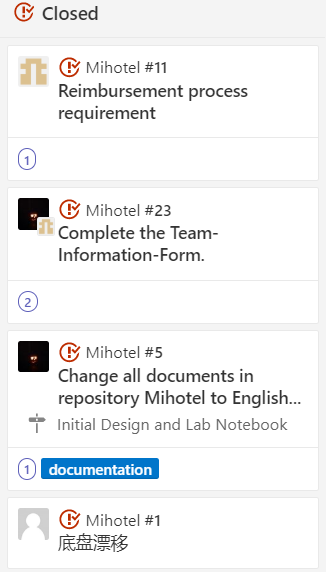 Closed
Mihotel #11
Reimbursement process
requirement
1
Mihotel #23
Complete the Team-
Information-Form.
2
Mihotel #5
Change all documents in
repository Mihotel to English...
Initial Design and Lab Notebook
1 documentation
Mihotel #1
底盘漂移